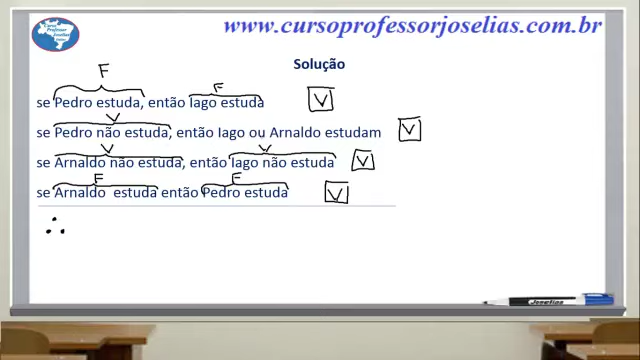 www.cursoprofessorjoselias.com.br
Solução
F
F
se Pedro estuda, então Iago estuda V
V
se Pedro não estuda, então Iago ou Arnaldo estudam V
V V
se Arnaldo não estuda, então Iago não estuda V
F F
se Arnaldo estuda então Pedro estuda V
∴
Joselias